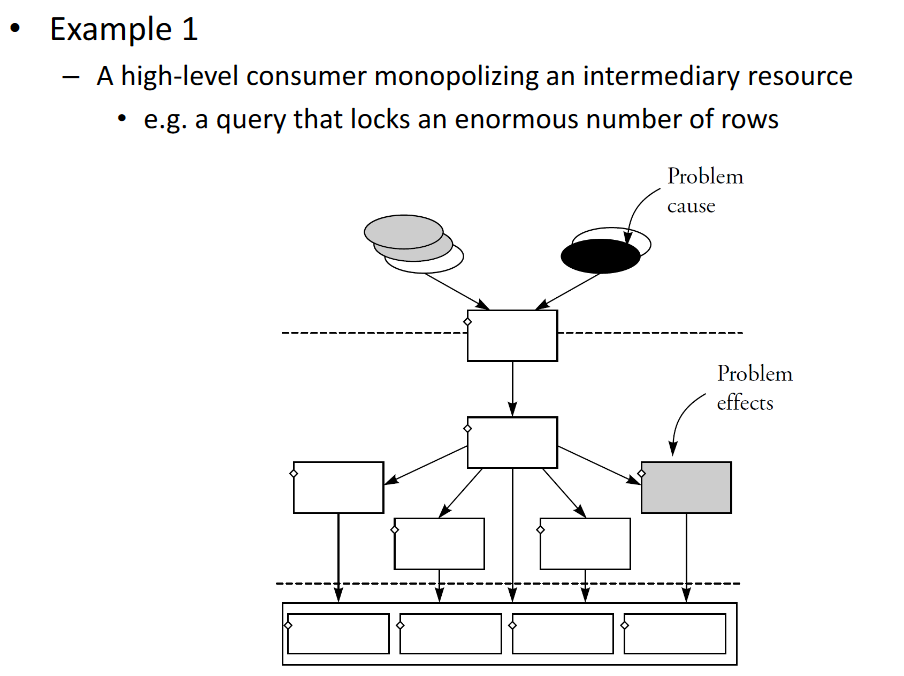 • Example 1
– A high-level consumer monopolizing an intermediary resource
• e.g. a query that locks an enormous number of rows
Problem
cause
Problem
effects